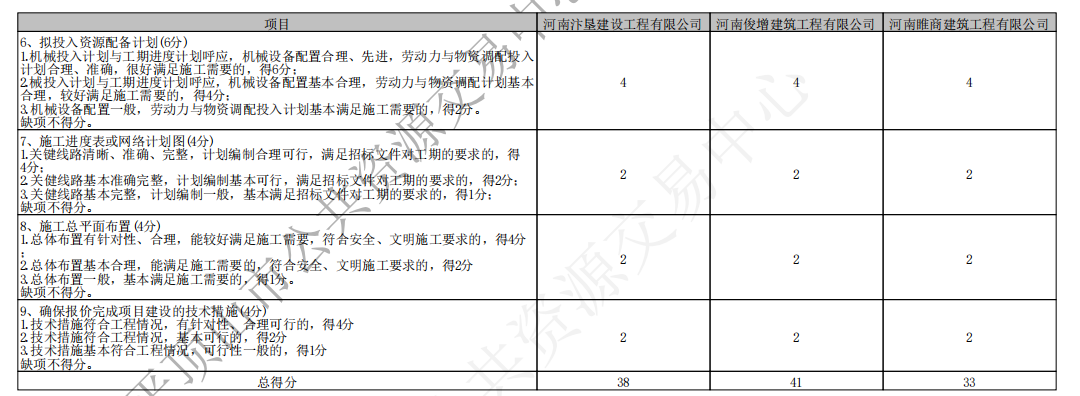 项目 河南汴垦建设工程有限公司 河南俊增建筑工程有限公司 河南睢商建筑工程有限公司
6、拟投入资源配备计划(6分)
1.机械投入计划与工期进度计划呼应，机械设备配置合理、先进，劳动力与物资调配投入
计划合理、准确，很好满足施工需要的，得6分；
2.械投入计划与工期进度计划呼应，机械设备配置基本合理，劳动力与物资调配计划基本
合理，较好满足施工需要的，得4分；
3.机械设备配置一般，劳动力与物资调配投入计划基本满足施工需要的，得2分。
缺项不得分。
4 4 4
7、施工进度表或网络计划图(4分)
1.关键线路清晰、准确、完整，计划编制合理可行，满足招标文件对工期的要求的，得
4分；
2.关健线路基本准确完整，计划编制基本可行，满足招标文件对工期的要求的，得2分；
3.关健线路基本完整，计划编制一般，基本满足招标文件对工期的要求的，得1分；
缺项不得分。
2 2 2
8、施工总平面布置(4分)
1.总体布置有针对性、合理，能较好满足施工需要，符合安全、文明施工要求的，得4分
；
2.总体布置基本合理，能满足施工需要的，符合安全、文明施工要求的，得2分
3.总体布置一般，基本满足施工需要的，得1分。
缺项不得分。
2 2 2
9、确保报价完成项目建设的技术措施(4分)
1.技术措施符合工程情况，有针对性、合理可行的，得4分
2.技术措施符合工程情况，基本可行的，得2分
3.技术措施基本符合工程情况，可行性一般的，得1分
缺项不得分。
2 2 2
总得分 38 41 33
平顶山市公共资源交易中心
共资源交易中心